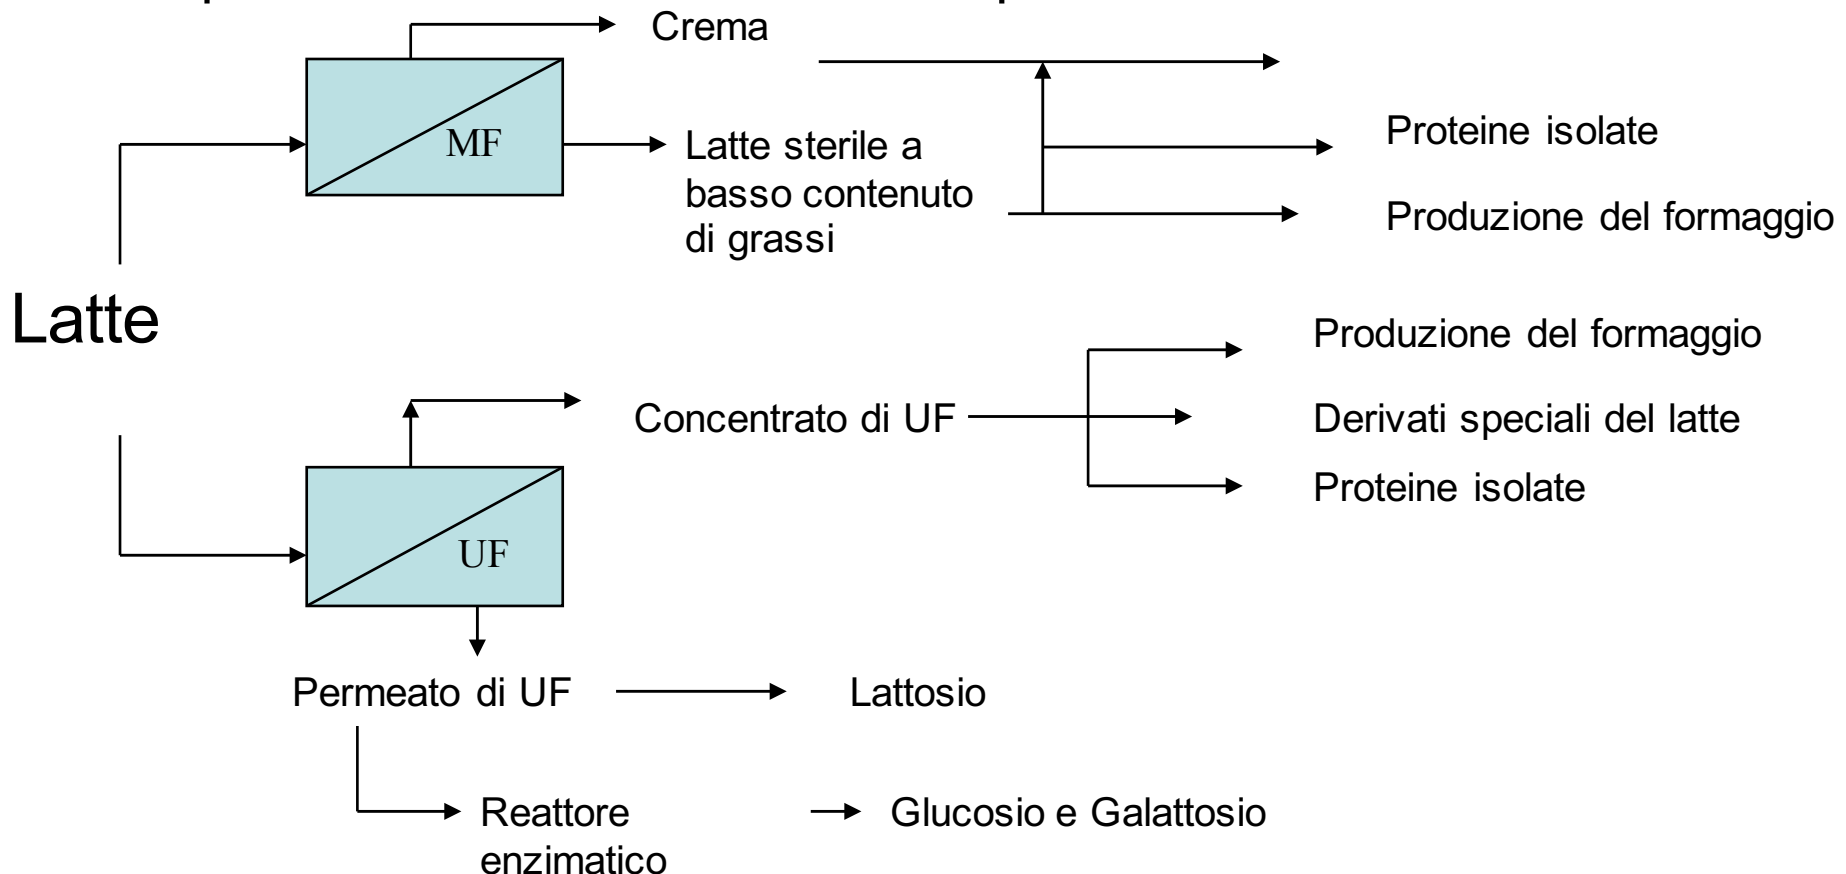 Crema
MF
Latte sterile a
basso contenuto
di grassi
Proteine isolate
Produzione del formaggio
Latte
Produzione del formaggio
Concentrato di UF
Derivati speciali del latte
Proteine isolate
UF
Permeato di UF
Lattosio
Reattore
enzimatico
Glucosio e Galattosio